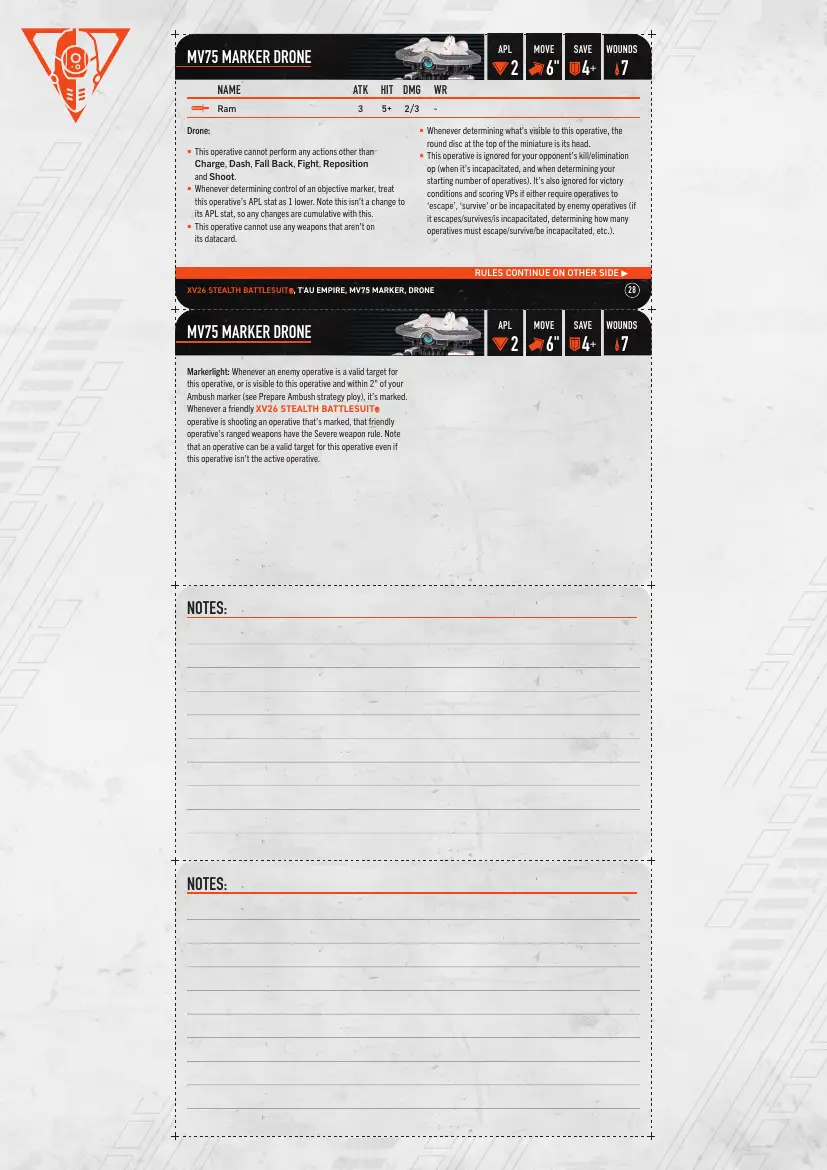 MV75 MARKER DRONE
APL MOVE SAVE WOUNDS
2 6" 4+ 7
NAME ATK HIT DMG WR
Ram 3 5+ 2/3 -
Drone:
• This operative cannot perform any actions other than
Charge, Dash, Fall Back, Fight, Reposition
and Shoot.
• Whenever determining control of an objective marker, treat
this operative's APL stat as 1 lower. Note this isn't a change to
its APL stat, so any changes are cumulative with this.
• This operative cannot use any weapons that aren't on
its datacard.
• Whenever determining what's visible to this operative, the
round disc at the top of the miniature is its head.
• This operative is ignored for your opponent's kill/elimination
op (when it's incapacitated, and when determining your
starting number of operatives). It's also ignored for victory
conditions and scoring VPs if either require operatives to
'escape', 'survive' or be incapacitated by enemy operatives (if
it escapes/survives/is incapacitated, determining how many
operatives must escape/survive/be incapacitated, etc.).
RULES CONTINUE ON OTHER SIDE ▶
XV26 STEALTH BATTLESUIT, T'AU EMPIRE, MV75 MARKER, DRONE
28
MV75 MARKER DRONE
APL MOVE SAVE WOUNDS
2 6" 4+ 7
Markerlight: Whenever an enemy operative is a valid target for
this operative, or is visible to this operative and within 2" of your
Ambush marker (see Prepare Ambush strategy ploy), it's marked.
Whenever a friendly XV26 STEALTH BATTLESUIT
operative is shooting an operative that's marked, that friendly
operative's ranged weapons have the Severe weapon rule. Note
that an operative can be a valid target for this operative even if
this operative isn't the active operative.
NOTES:
NOTES: